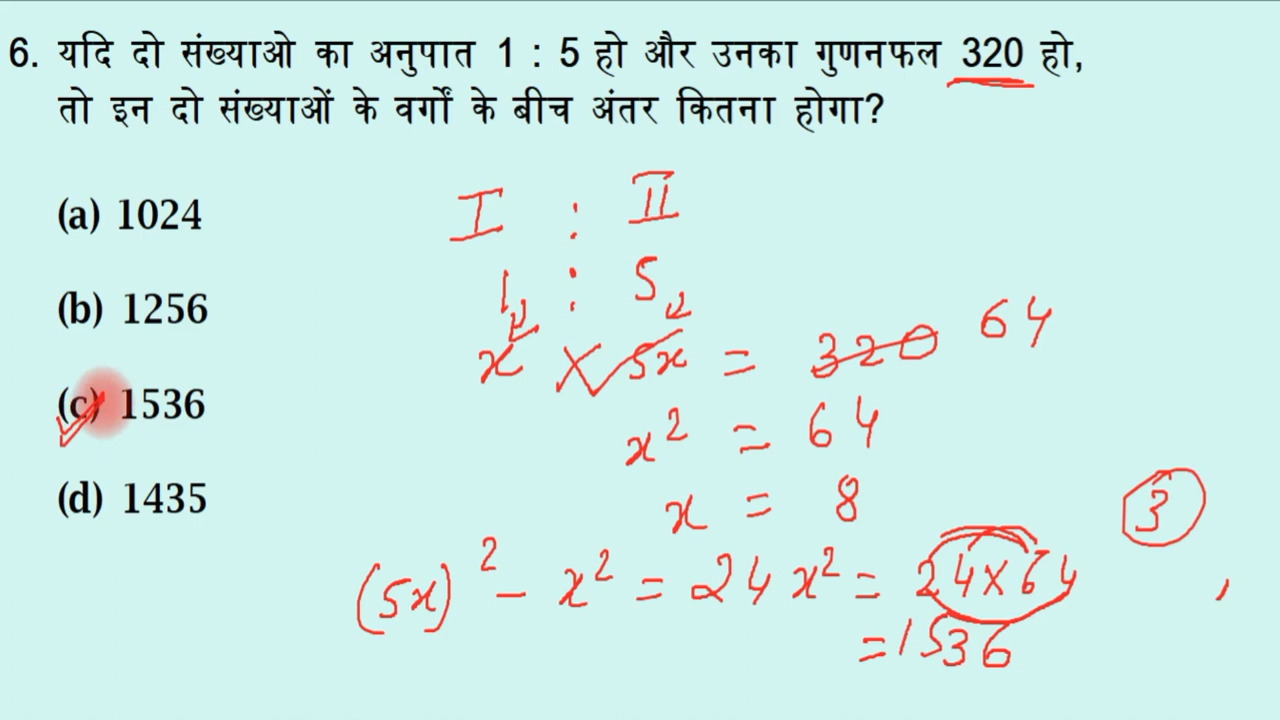 6. यदि दो संख्याओ का अनुपात 1 : 5 हो और उनका गुणनफल 320 हो,
तो इन दो संख्याओं के वर्गों के बीच अंतर कितना होगा?
(a) 1024
(b) 1256
(c) 1536
(d) 1435
I : II
1 : 5
x × 5x = 320 64
x² = 64
x = 8
3
(5x)² - x² = 24x² = 24×64
=1536